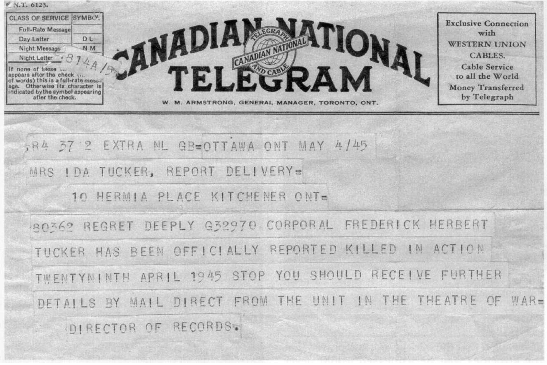 N.T. 6123.
CLASS OF SERVICE SYMBOL
Full-Rate Message
Day Letter D L
Night Message N M
Night Letter N L
If none of these
appears after the check
of words) this is a full-rate
age. Otherwise its character is
indicated by the symbol appearing
after the check.
CANADIAN NATIONAL
TELEGRAPHS
CANADIAN NATIONAL
AND CABLE
TELEGRAM
W. M. ARMSTRONG, GENERAL MANAGER, TORONTO, ONT.
Exclusive Connection
with
WESTERN UNION
CABLES.
Cable Service
to all the World
Money Transferred
by Telegraph
84 37 2 EXTRA NL GB=OTTAWA ONT MAY 4/45
MRS IDA TUCKER, REPORT DELIVERY=
10 HERMIA PLACE KITCHENER ONT=
80362 REGRET DEEPLY G32970 CORPORAL FREDERICK HERBERT
TUCKER HAS BEEN OFFICIALLY REPORTED KILLED IN ACTION
TWENTYNINTH APRIL 1945 STOP YOU SHOULD RECEIVE FURTHER
DETAILS BY MAIL DIRECT FROM THE UNIT IN THE THEATRE OF WAR=
DIRECTOR OF RECORDS.